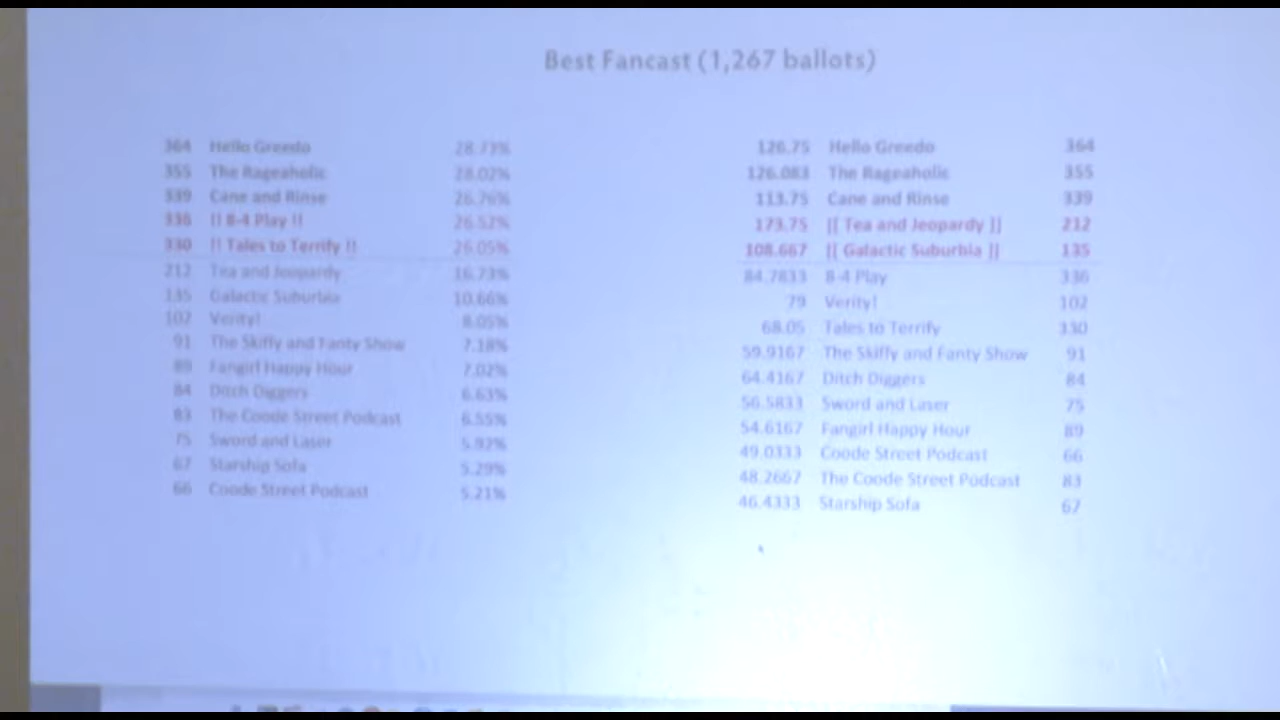 Best Fancast (1,267 ballots)
364 Hello Greedo 28.73%
355 The Rageaholic 28.02%
339 Cane and Rinse 26.76%
336 !! 8-4 Play !! 26.52%
330 !! Tales to Terrify !! 26.05%
212 Tea and Jeopardy 16.73%
135 Galactic Suburbia 10.66%
102 Verity! 8.05%
91 The Skiffy and Fanty Show 7.18%
89 Fangirl Happy Hour 7.02%
84 Ditch Diggers 6.63%
83 The Coode Street Podcast 6.55%
75 Sword and Laser 5.92%
67 Starship Sofa 5.29%
66 Coode Street Podcast 5.21%
126.75 Hello Greedo 364
126.083 The Rageaholic 355
113.75 Cane and Rinse 339
173.75 [[ Tea and Jeopardy ]] 212
108.667 [[ Galactic Suburbia ]] 135
84.7833 8-4 Play 336
79 Verity! 102
68.05 Tales to Terrify 330
59.9167 The Skiffy and Fanty Show 91
64.4167 Ditch Diggers 84
56.5833 Sword and Laser 75
54.6167 Fangirl Happy Hour 89
49.0333 Coode Street Podcast 66
48.2667 The Coode Street Podcast 83
46.4333 Starship Sofa 67